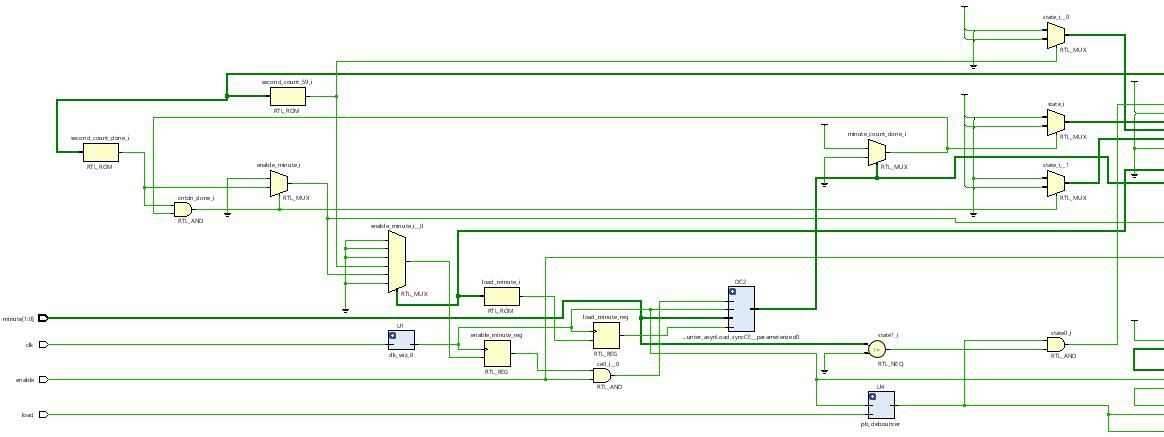 state_i__0
RTL_MUX
second_count_59_i
RTL_ROM
state_i
RTL_MUX
second_count_done_i
RTL_ROM
minute_count_done_i
RTL_MUX
enable_minute_i
RTL_MUX
state_i__1
RTL_MUX
cntdn_done_i
RTL_AND
enable_minute_i__0
RTL_MUX
load_minute_i
RTL_ROM
DC2
...unter_asynLoad_syncCE__parameterized0
minute[1:0]
load_minute_reg
RTL_REG
U1
clk_wiz_0
enable_minute_reg
RTL_REG
state1_i
RTL_NEQ
state0_i
RTL_AND
clk
ce0_i__0
RTL_AND
enable
U4
pb_debouncer
load